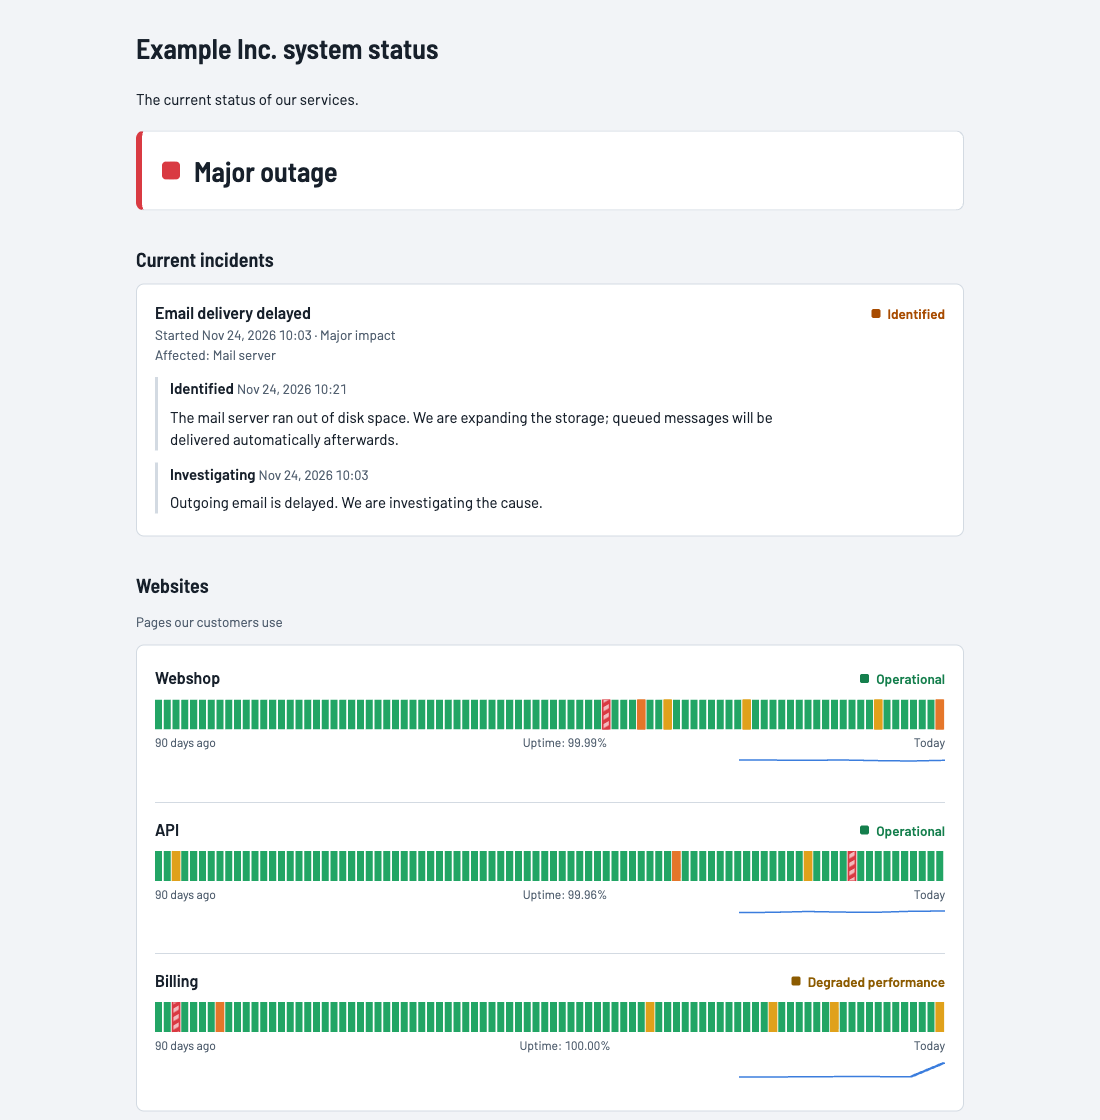 Example Inc. system status
The current status of our services.
Major outage
Current incidents
Email delivery delayed
Identified
Started Nov 24, 2026 10:03 · Major impact
Affected: Mail server
Identified Nov 24, 2026 10:21
The mail server ran out of disk space. We are expanding the storage; queued messages will be
delivered automatically afterwards.
Investigating Nov 24, 2026 10:03
Outgoing email is delayed. We are investigating the cause.
Websites
Pages our customers use
Webshop
Operational
90 days ago
Uptime: 99.99%
Today
API
Operational
90 days ago
Uptime: 99.96%
Today
Billing
Degraded performance
90 days ago
Uptime: 100.00%
Today